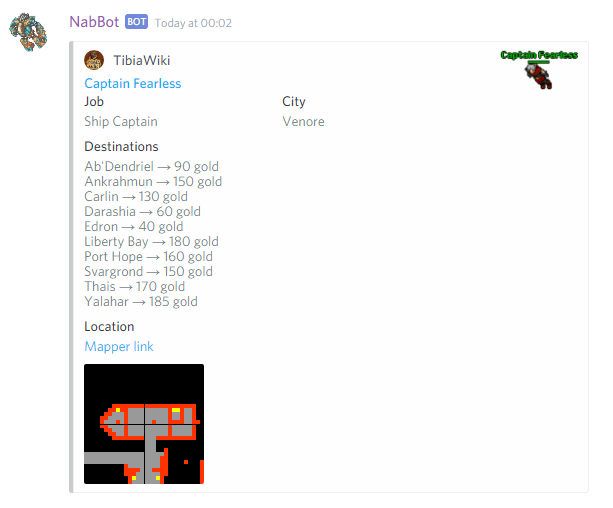 NabBot BOT Today at 00:02
TibiaWiki
Captain Fearless
Captain Fearless
Job City
Ship Captain Venore
Destinations
Ab'Dendriel → 90 gold
Ankrahmun → 150 gold
Carlin → 130 gold
Darashia → 60 gold
Edron → 40 gold
Liberty Bay → 180 gold
Port Hope → 160 gold
Svargrond → 150 gold
Thais → 170 gold
Yalahar → 185 gold
Location
Mapper link